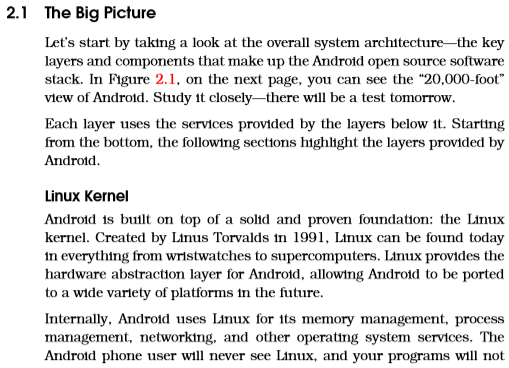 2.1 The Big Picture
Let's start by taking a look at the overall system architecture—the key
layers and components that make up the Android open source software
stack. In Figure 2.1, on the next page, you can see the “20,000-foot”
view of Android. Study it closely—there will be a test tomorrow.
Each layer uses the services provided by the layers below it. Starting
from the bottom, the following sections highlight the layers provided by
Android.
Linux Kernel
Android is built on top of a solid and proven foundation: the Linux
kernel. Created by Linus Torvalds in 1991, Linux can be found today
in everything from wristwatches to supercomputers. Linux provides the
hardware abstraction layer for Android, allowing Android to be ported
to a wide variety of platforms in the future.
Internally, Android uses Linux for its memory management, process
management, networking, and other operating system services. The
Android phone user will never see Linux, and your programs will not